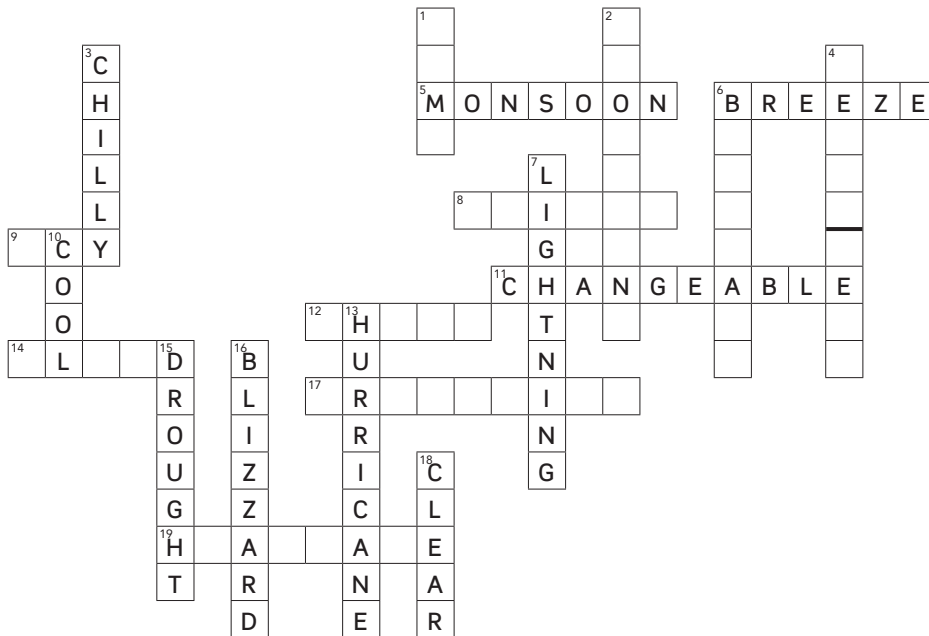 1 2
3 C 4
H 5 M O N S O O N 6 B R E E Z E
I
L 7 L
L 8 I
9 10 C Y G
O 11 C H A N G E A B L E
O 12 13 H T
14 L 15 D 16 B U N
R L 17 R I
O I R N
U Z I 18 C G
G Z C L
19 H A A E
T R N A
D E R